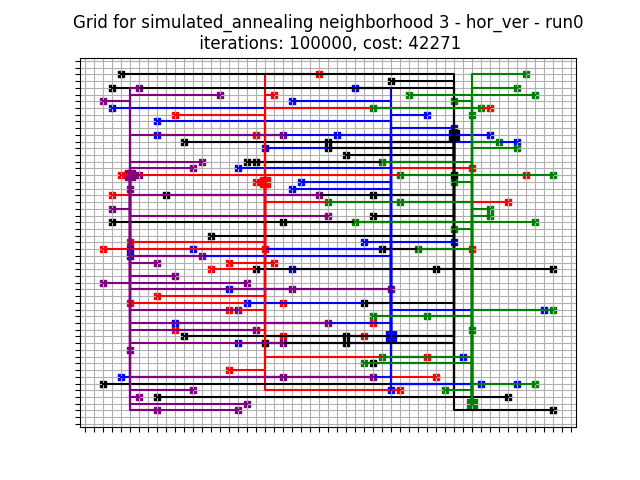 Grid for simulated_annealing neighborhood 3 - hor_ver - run0
iterations: 100000, cost: 42271